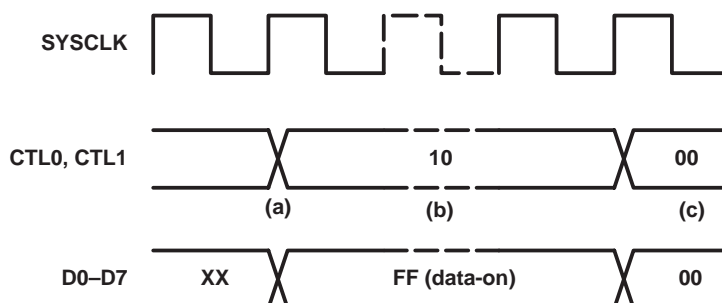 SYSCLK
CTL0, CTL1 10 00
(a) (b) (c)
D0–D7 XX FF (data-on) 00